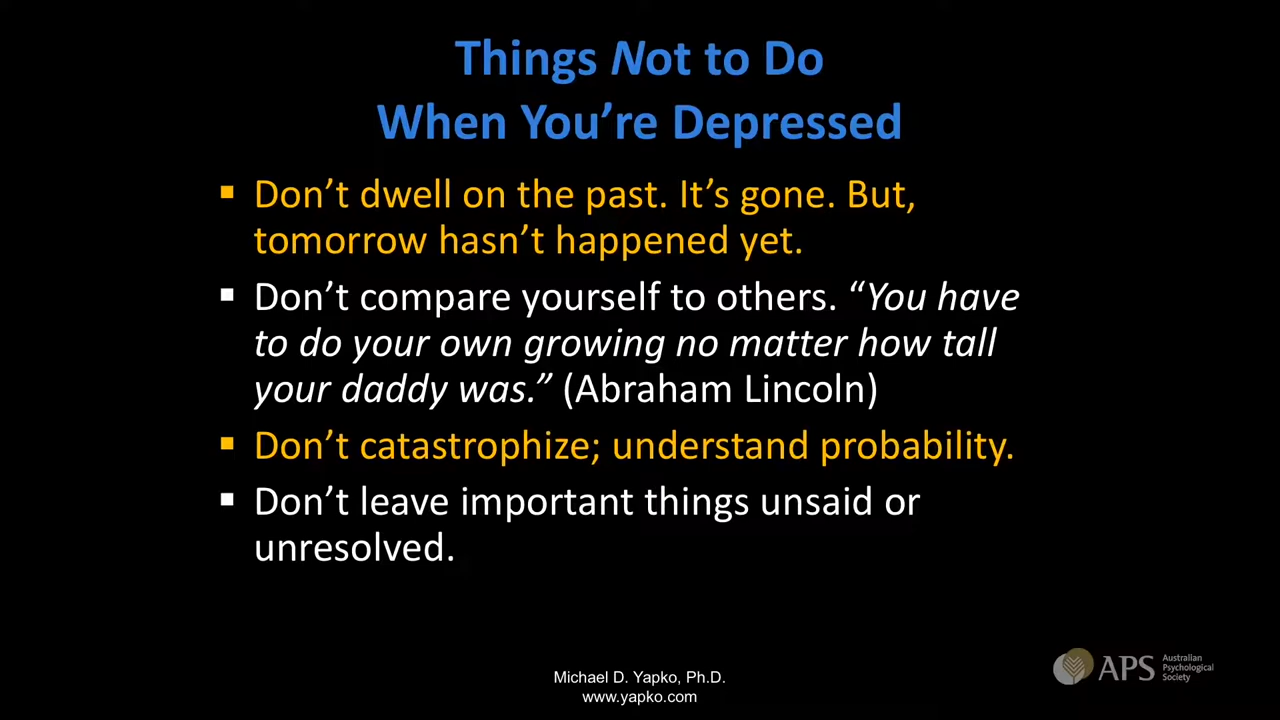 Things Not to Do
When You’re Depressed
▪ Don’t dwell on the past. It’s gone. But,
tomorrow hasn’t happened yet.
▪ Don’t compare yourself to others. “You have
to do your own growing no matter how tall
your daddy was.” (Abraham Lincoln)
▪ Don’t catastrophize; understand probability.
▪ Don’t leave important things unsaid or
unresolved.
Michael D. Yapko, Ph.D.
www.yapko.com
APS
Australian
Psychological
Society